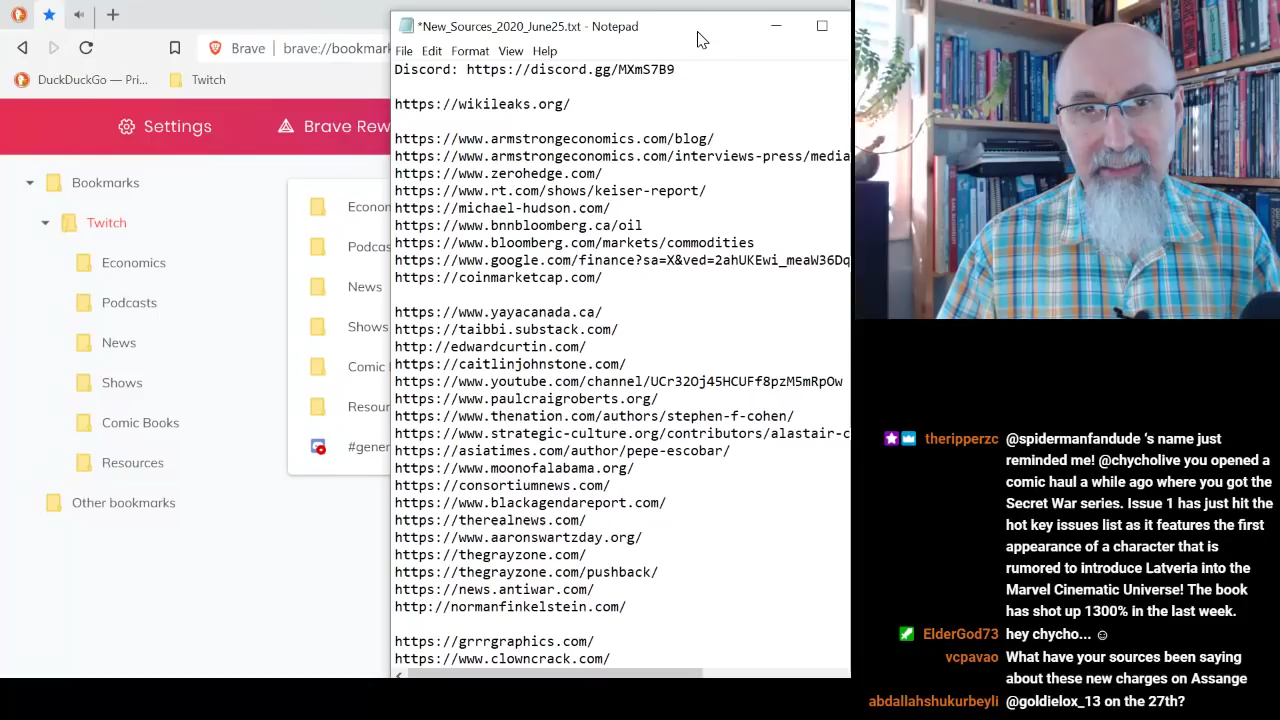 *New_Sources_2020_June25.txt - Notepad
Brave
brave://bookmar
File Edit Format View Help
DuckDuckGo — Pri...
Twitch
Settings
Brave Rew
Bookmarks
Twitch
Economics
Podcasts
News
Shows
Comic Books
Resources
Other bookmarks
Econo
Podcas
News
Shows
Comic
Resour
#gener
Discord: https://discord.gg/MXmS7B9
https://wikileaks.org/
https://www.armstrongeconomics.com/blog/
https://www.armstrongeconomics.com/interviews-press/media
https://www.zerohedge.com/
https://www.rt.com/shows/keiser-report/
https://michael-hudson.com/
https://www.bnnbloomberg.ca/oil
https://www.bloomberg.com/markets/commodities
https://www.google.com/finance?sa=X&ved=2ahUKEwi_meaW36Dq
https://coinmarketcap.com/
https://www.yayacanada.ca/
https://taibbi.substack.com/
http://edwardcurtin.com/
https://caitlinjohnstone.com/
https://www.youtube.com/channel/UCr32Oj45HCUFf8pzM5mRpOw
https://www.paulcraigroberts.org/
https://www.thenation.com/authors/stephen-f-cohen/
https://www.strategic-culture.org/contributors/alastair-c
https://asiatimes.com/author/pepe-escobar/
https://www.moonofalabama.org/
https://consortiumnews.com/
https://www.blackagendareport.com/
https://therealnews.com/
https://www.aaronswartzday.org/
https://thegrayzone.com/
https://thegrayzone.com/pushback/
https://news.antiwar.com/
http://normanfinkelstein.com/
https://grrrgraphics.com/
https://www.clowncrack.com/
theripperzc @spidermanfandude ‘s name just
reminded me! @chycholive you opened a
comic haul a while ago where you got the
Secret War series. Issue 1 has just hit the
hot key issues list as it features the first
appearance of a character that is
rumored to introduce Latveria into the
Marvel Cinematic Universe! The book
has shot up 1300% in the last week.
ElderGod73 hey chycho... ☺
vcpavao What have your sources been saying
about these new charges on Assange
abdallahshukurbeyli @goldielox_13 on the 27th?